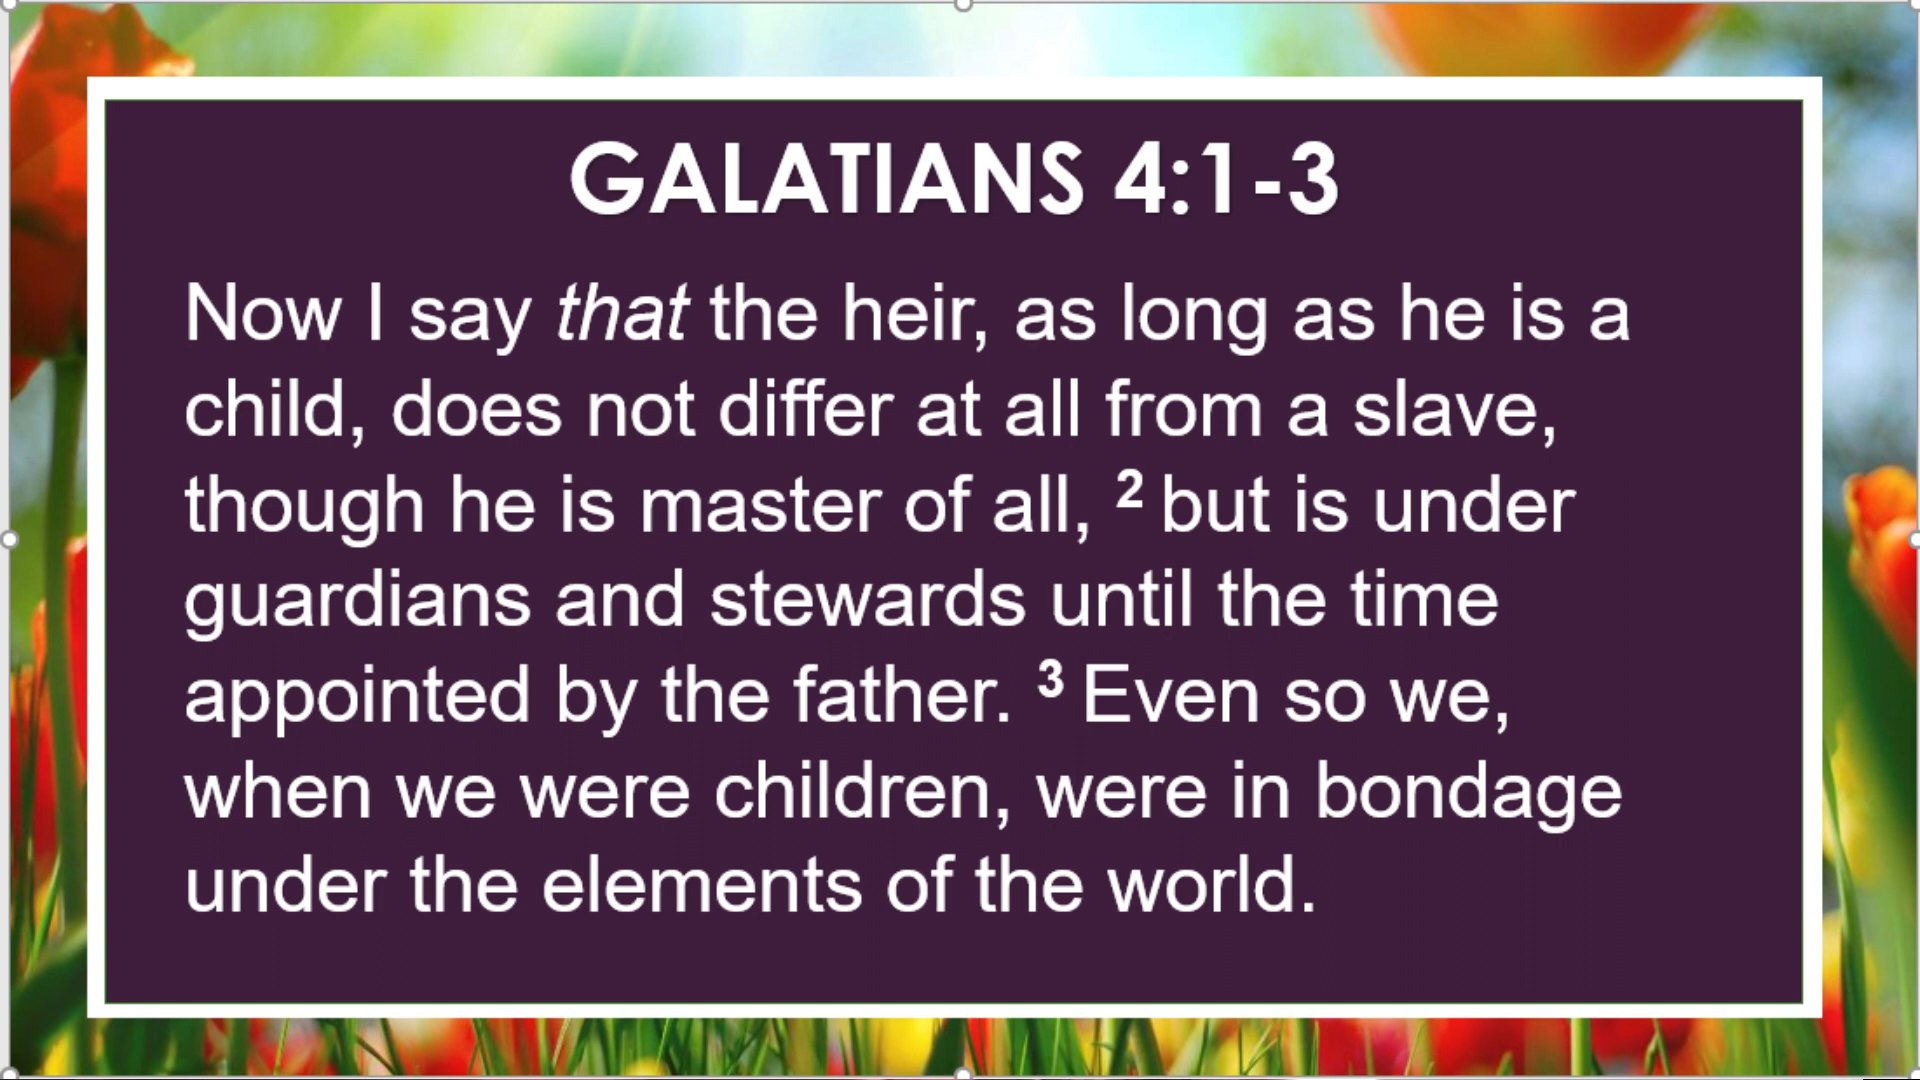 GALATIANS 4:1-3
Now I say that the heir, as long as he is a
child, does not differ at all from a slave,
though he is master of all, 2 but is under
guardians and stewards until the time
appointed by the father. 3 Even so we,
when we were children, were in bondage
under the elements of the world.